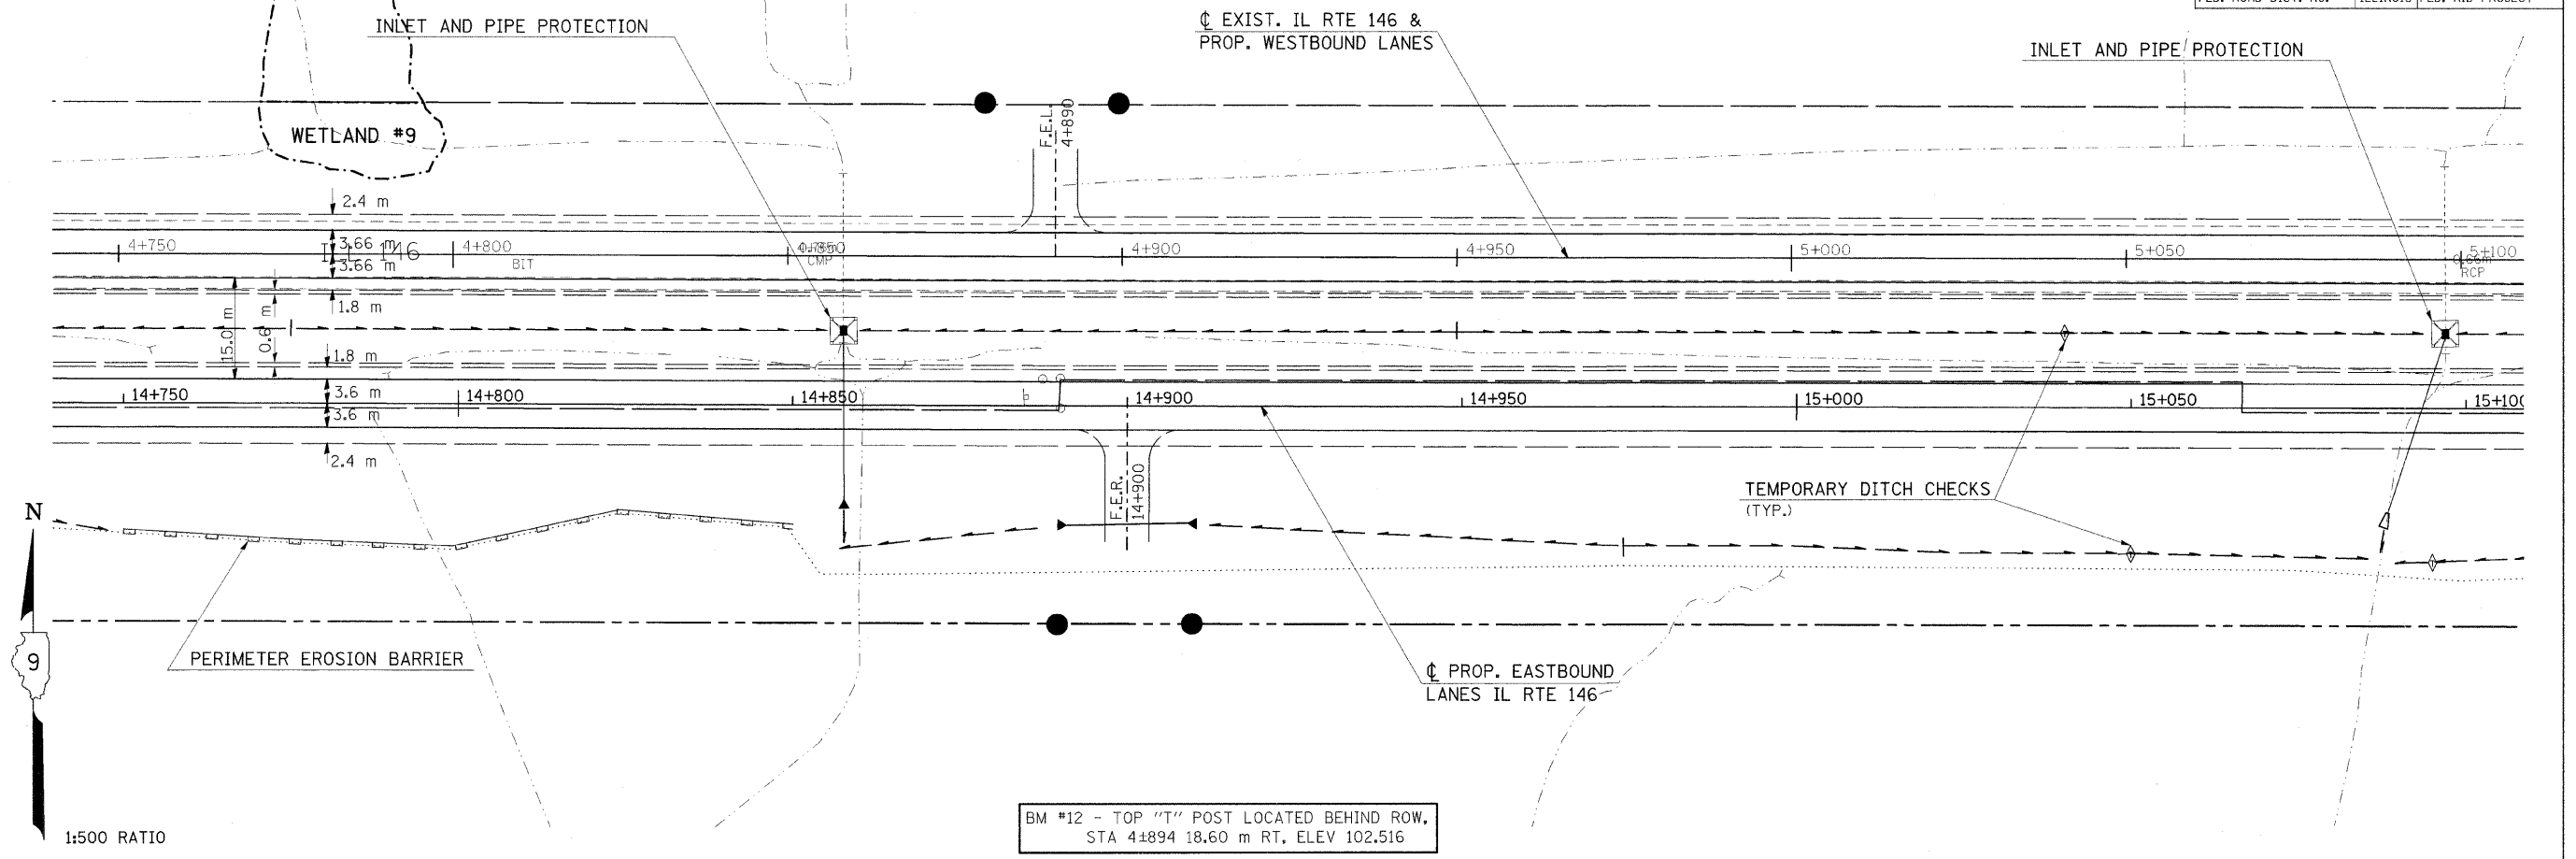 INLET AND PIPE PROTECTION
℄ EXIST. IL RTE 146 &
PROP. WESTBOUND LANES
INLET AND PIPE PROTECTION
WETLAND #9
F.E.L.
4+890
2.4 m
3.66 m
3.66 m
1.8 m
15.0 m
0.6 m
1.8 m
3.6 m
3.6 m
2.4 m
4+750
146
4+800
BIT
CMP
4+900
4+950
5+000
5+050
5+100
RCP
14+750
14+800
14+850
14+900
14+950
15+000
15+050
15+10
F.E.R.
14+900
TEMPORARY DITCH CHECKS
(TYP.)
N
9
PERIMETER EROSION BARRIER
℄ PROP. EASTBOUND
LANES IL RTE 146
BM #12 - TOP "T" POST LOCATED BEHIND ROW,
STA 4±894 18.60 m RT, ELEV 102.516
1:500 RATIO